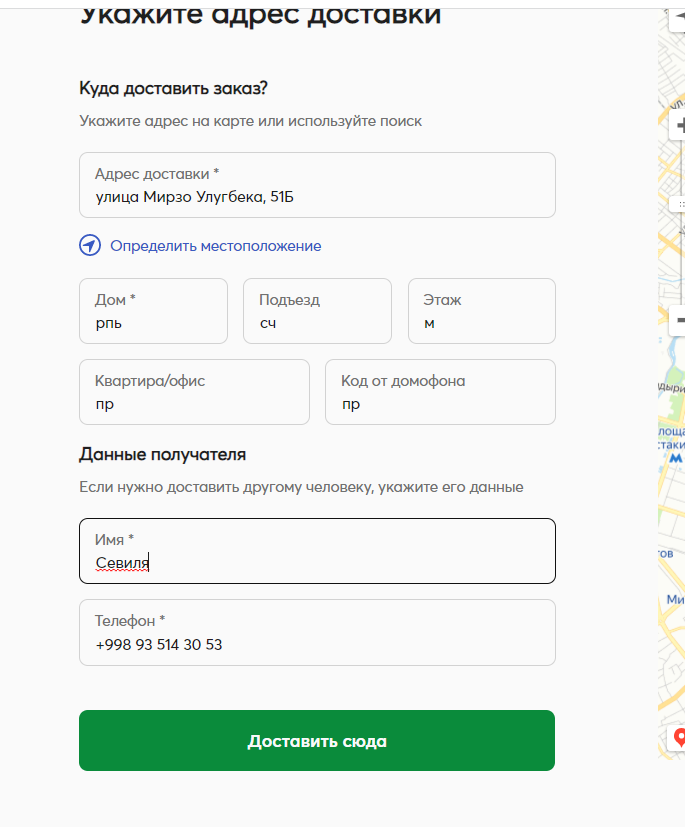 Укажите адрес доставки
Куда доставить заказ?
Укажите адрес на карте или используйте поиск
Адрес доставки *
улица Мирзо Улугбека, 51Б
Определить местоположение
Дом * Подъезд Этаж
рпь сч м
Квартира/офис Код от домофона
пр пр
Данные получателя
Если нужно доставить другому человеку, укажите его данные
Имя *
Севиля
Телефон *
+998 93 514 30 53
Доставить сюда